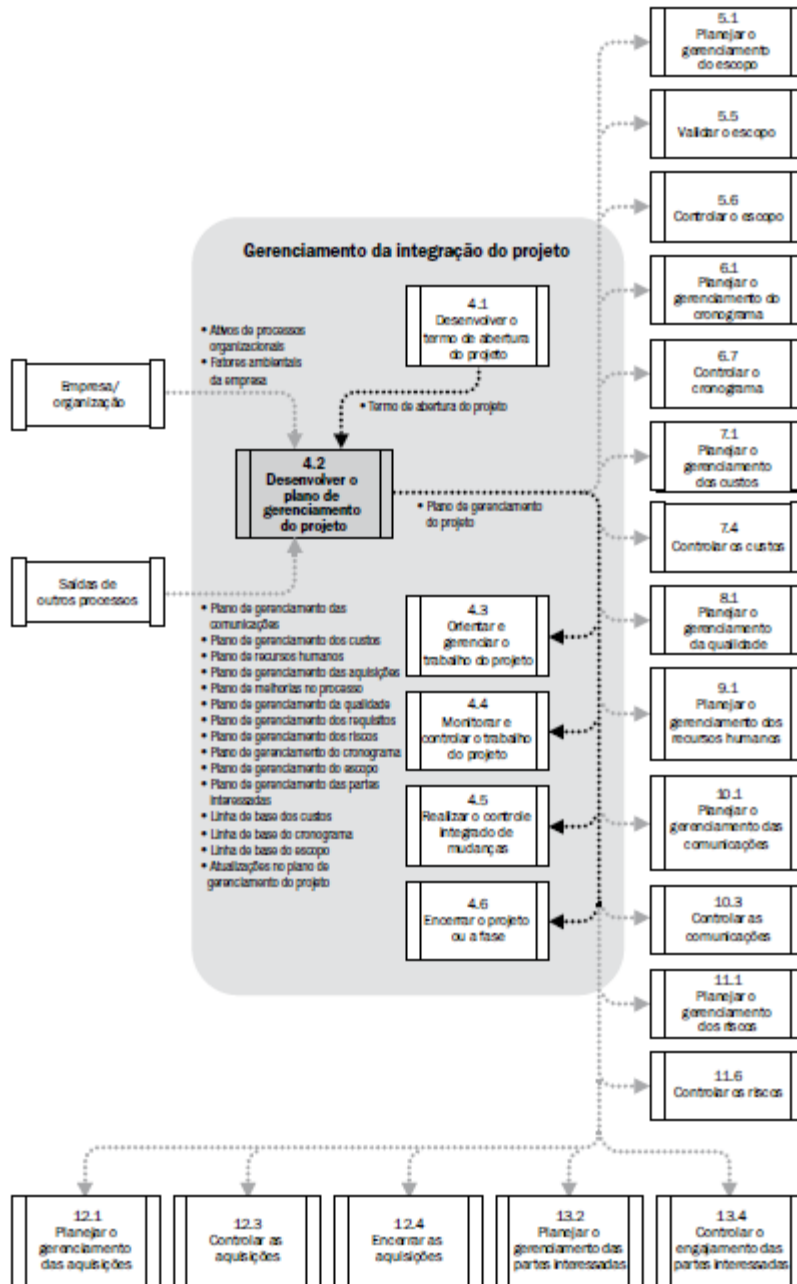 5.1
Planejar o
gerenciamento
do escopo
5.5
Validar o escopo
5.6
Controlar o escopo
6.1
Planejar o
gerenciamento do
cronograma
6.7
Controlar o
cronograma
7.1
Planejar o
gerenciamento
dos custos
7.4
Controlar os custos
8.1
Planejar o
gerenciamento
da qualidade
9.1
Planejar o
gerenciamento dos
recursos humanos
10.1
Planejar o
gerenciamento das
comunicações
10.3
Controlar as
comunicações
11.1
Planejar o
gerenciamento
dos riscos
11.6
Controlar os riscos
Gerenciamento da integração do projeto
4.1
Desenvolver o
termo de abertura
do projeto
• Ativos de processos
organizacionais
• Fatores ambientais
da empresa
Empresa/
organização
• Termo de abertura do projeto
4.2
Desenvolver o
plano de
gerenciamento
do projeto
• Plano de gerenciamento
do projeto
Saídas de
outros processos
• Plano de gerenciamento das
comunicações
• Plano de gerenciamento dos custos
• Plano de recursos humanos
• Plano de gerenciamento das aquisições
• Plano de melhorias no processo
• Plano de gerenciamento da qualidade
• Plano de gerenciamento dos requisitos
• Plano de gerenciamento dos riscos
• Plano de gerenciamento do cronograma
• Plano de gerenciamento do escopo
• Plano de gerenciamento das partes
interessadas
• Linha de base dos custos
• Linha de base do cronograma
• Linha de base do escopo
• Atualizações no plano de
gerenciamento do projeto
4.3
Orientar e
gerenciar o
trabalho do projeto
4.4
Monitorar e
controlar o trabalho
do projeto
4.5
Realizar o controle
integrado de
mudanças
4.6
Encerrar o projeto
ou a fase
12.1
Planejar o
gerenciamento
das aquisições
12.3
Controlar as
aquisições
12.4
Encerrar as
aquisições
13.2
Planejar o
gerenciamento das
partes interessadas
13.4
Controlar o
engajamento das
partes interessadas